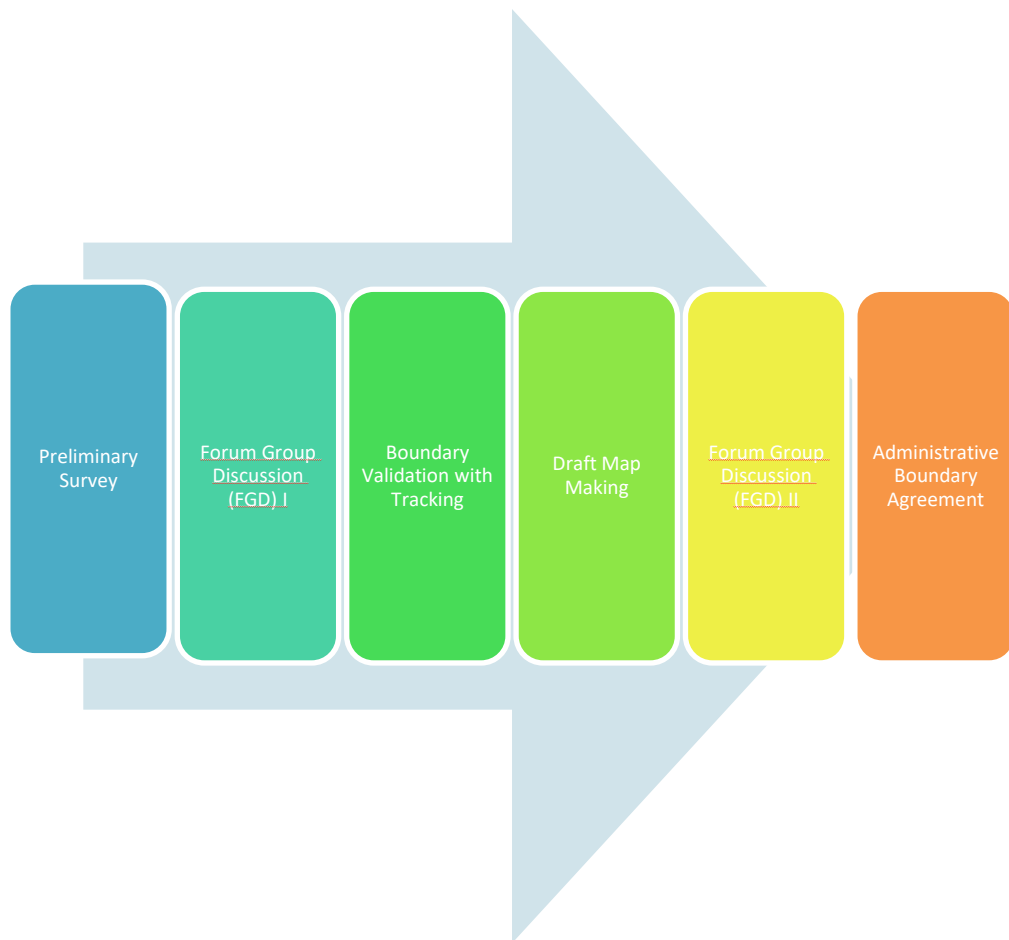 Preliminary
Survey
Forum Group
Discussion
(FGD) I
Boundary
Validation with
Tracking
Draft Map
Making
Forum Group
Discussion
(FGD) II
Administrative
Boundary
Agreement